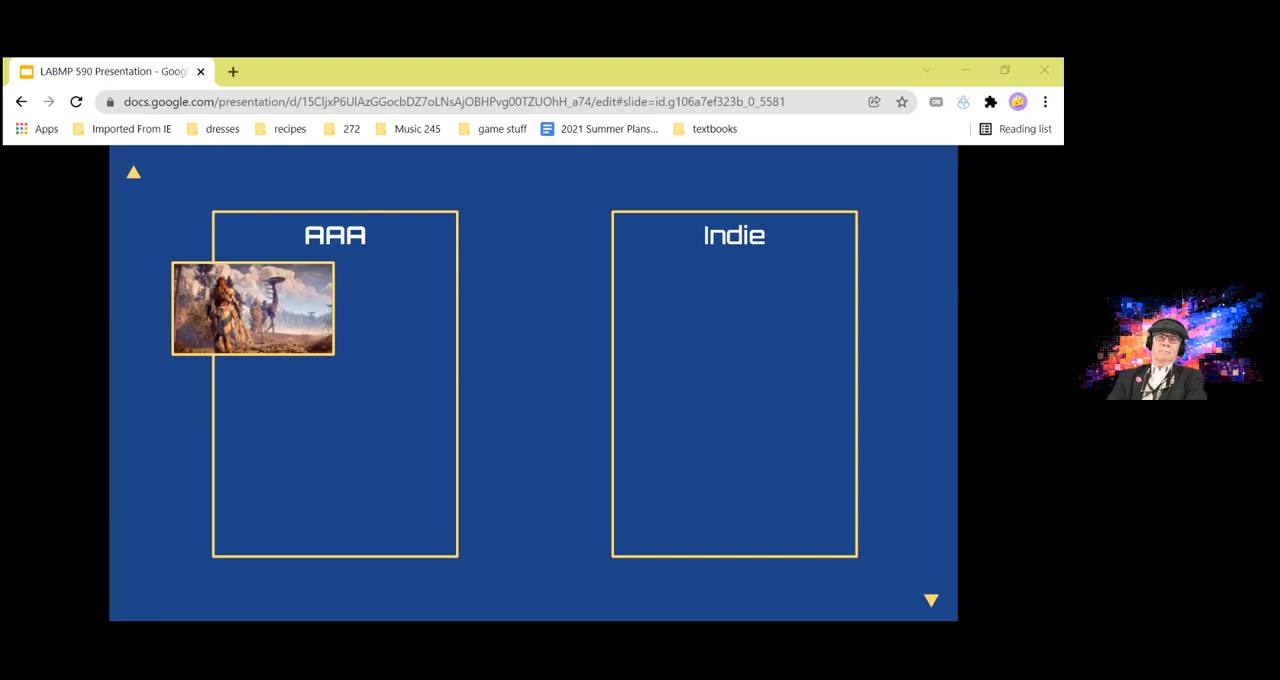 LABMP 590 Presentation - Goog
docs.google.com/presentation/d/15CljxP6UlAzGGocbDZ7oLNsAjOBHPvg00TZUOhH_a74/edit#slide=id.g106a7ef323b_0_5581
Apps Imported From IE dresses recipes 272 Music 245 game stuff 2021 Summer Plans... textbooks Reading list
AAA Indie